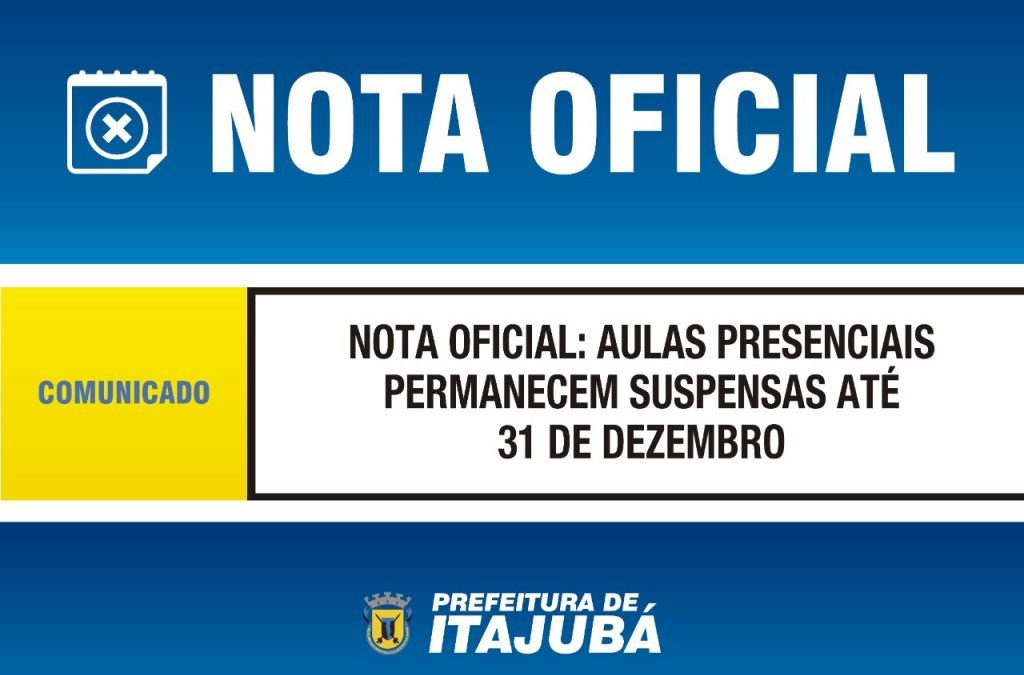 NOTA OFICIAL
COMUNICADO
NOTA OFICIAL: AULAS PRESENCIAIS
PERMANECEM SUSPENSAS ATÉ
31 DE DEZEMBRO
PREFEITURA DE
ITAJUBÁ